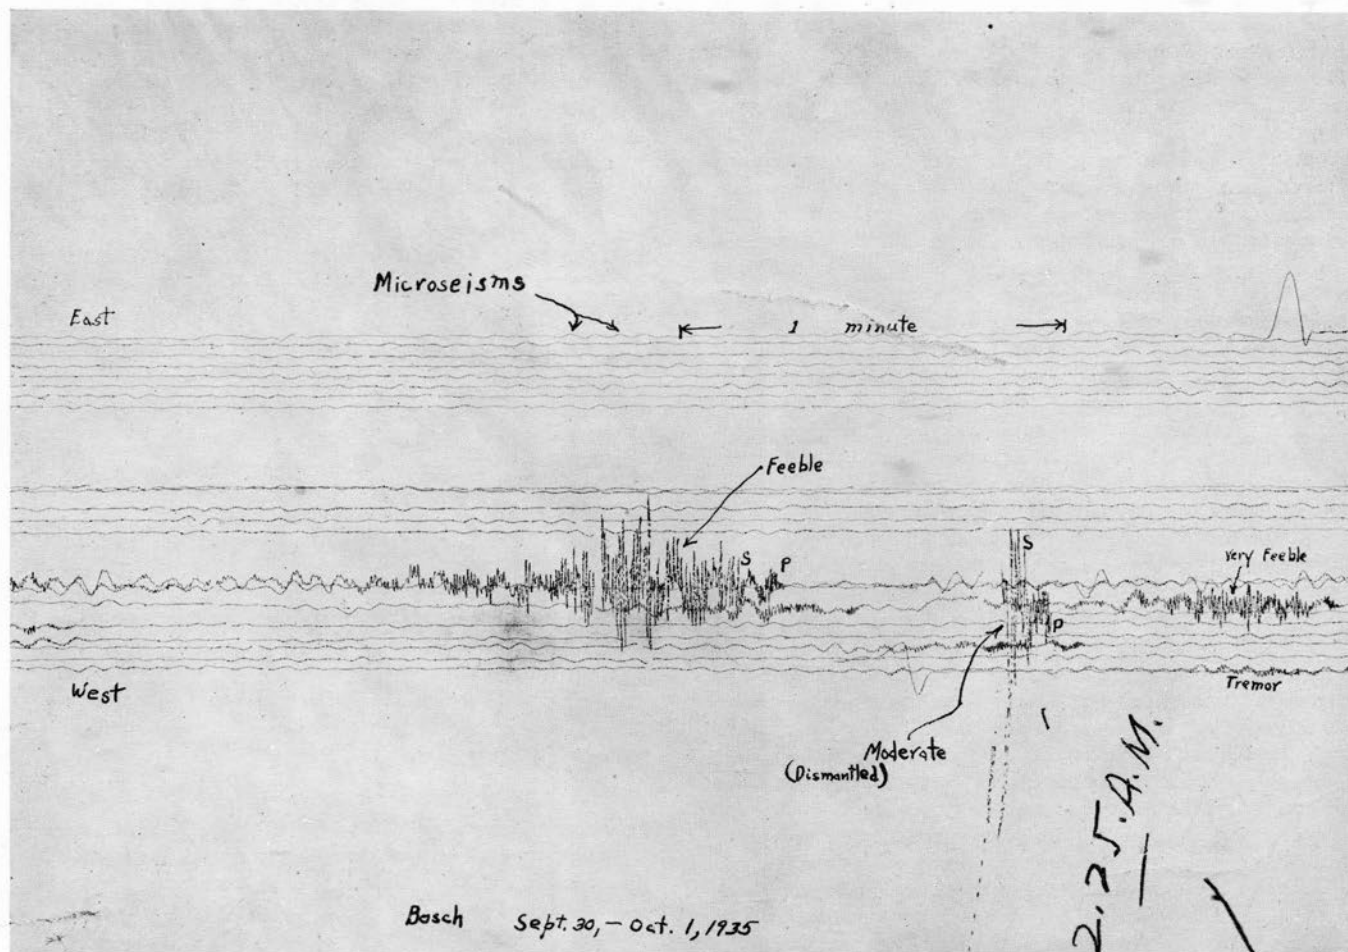 Microseisms
East
1 minute
Feeble
S P
S
very Feeble
P
West
Tremor
Moderate
(Dismantled)
2.25.A.M.
Bosch Sept. 30, – Oct. 1, 1935